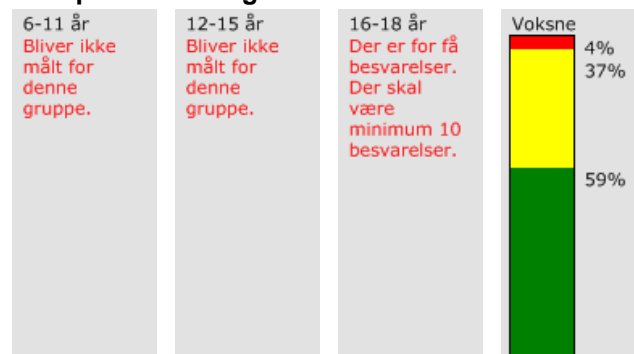 6-11 år
Bliver ikke
målt for
denne
gruppe.
12-15 år
Bliver ikke
målt for
denne
gruppe.
16-18 år
Der er for få
besvarelser.
Der skal
være
minimum 10
besvarelser.
Voksne
4%
37%
59%